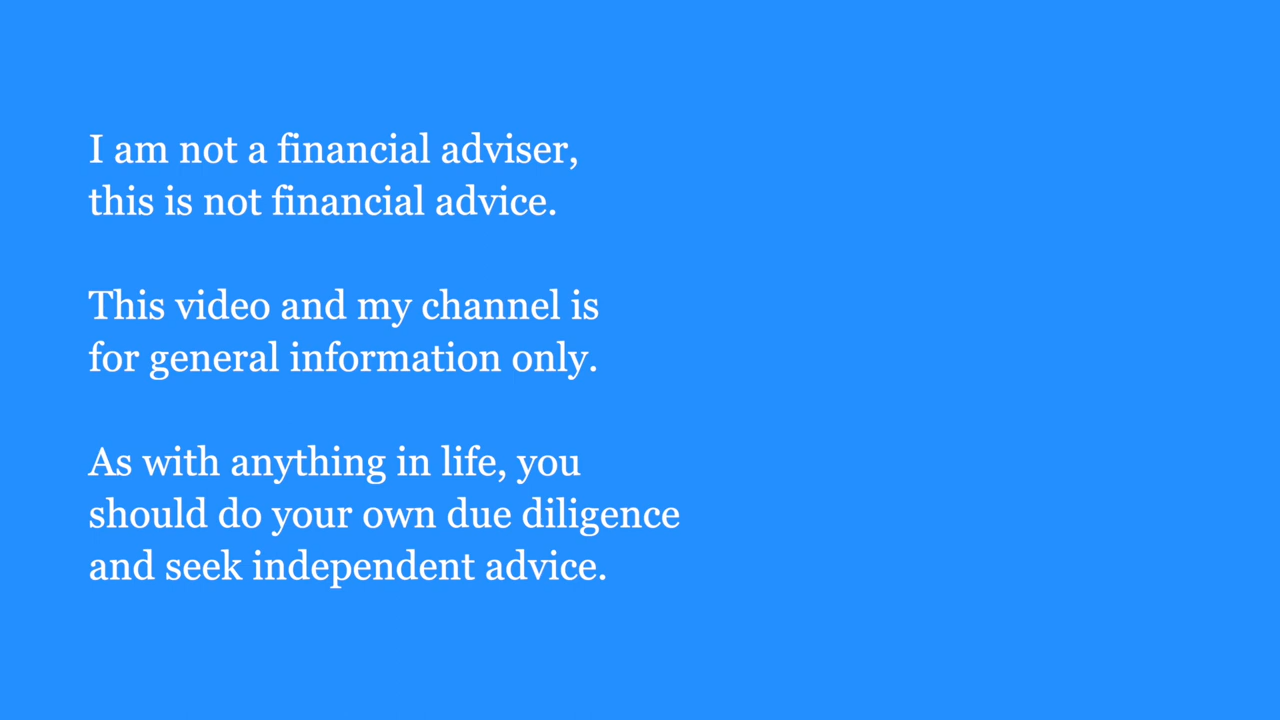 I am not a financial adviser,
this is not financial advice.
This video and my channel is
for general information only.
As with anything in life, you
should do your own due diligence
and seek independent advice.